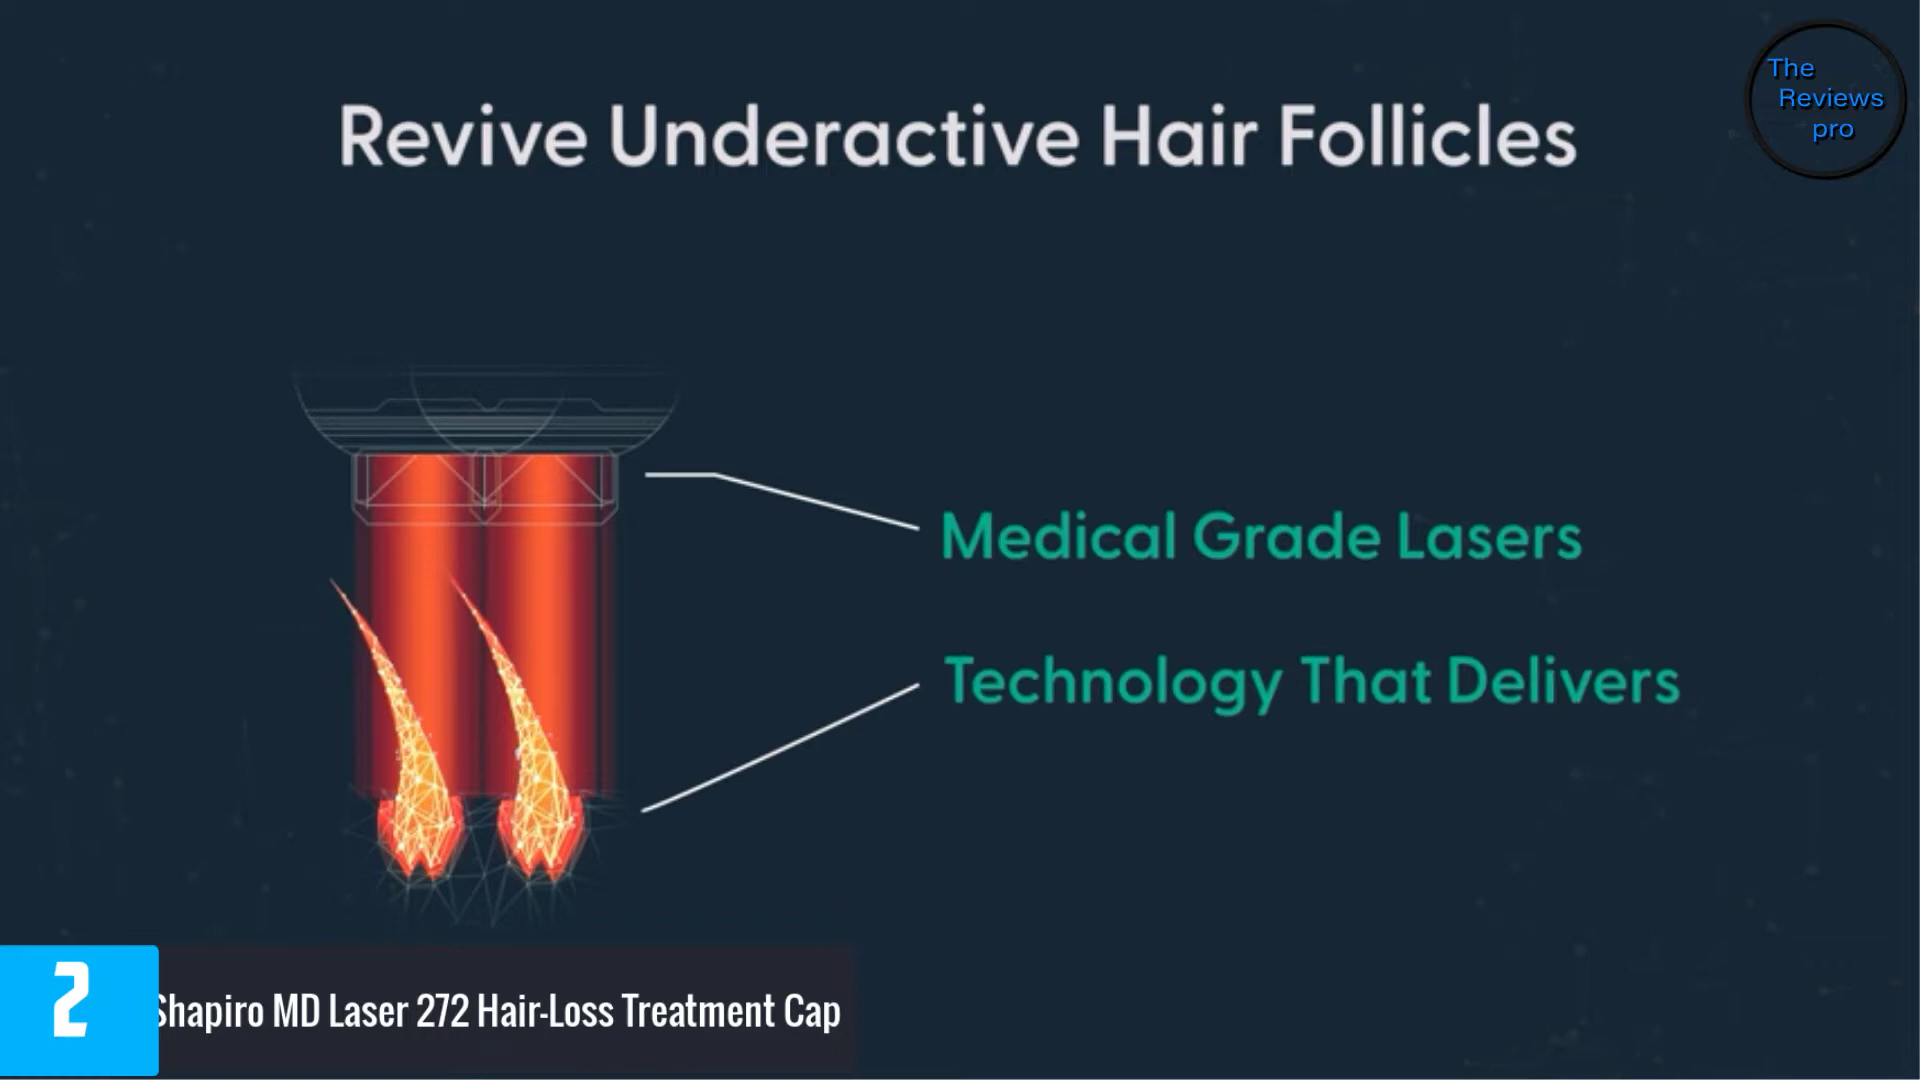 The
Reviews
pro
Revive Underactive Hair Follicles
Medical Grade Lasers
Technology That Delivers
2
Shapiro MD Laser 272 Hair-Loss Treatment Cap